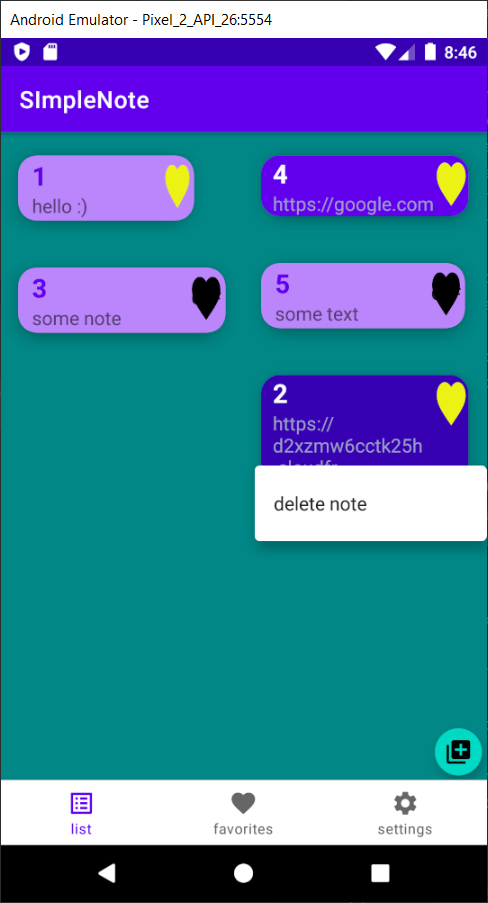 Android Emulator - Pixel_2_API_26:5554
8:46
SImpleNote
1
hello :)
4
https://google.com
3
some note
5
some text
2
https://
d2xzmw6cctk25h
delete note
list
favorites
settings